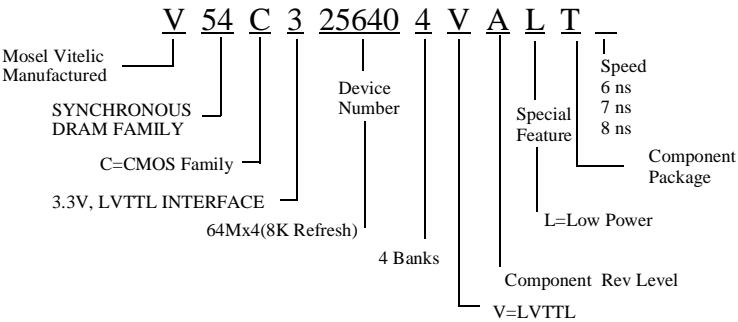 V 54 C 3 25640 4 V A L T
Mosel Vitelic
Manufactured
SYNCHRONOUS
DRAM FAMILY
C=CMOS Family
3.3V, LVTTL INTERFACE
Device
Number
64Mx4(8K Refresh)
4 Banks
V=LVTTL
Component Rev Level
Special
Feature
L=Low Power
Component
Package
Speed
6 ns
7 ns
8 ns